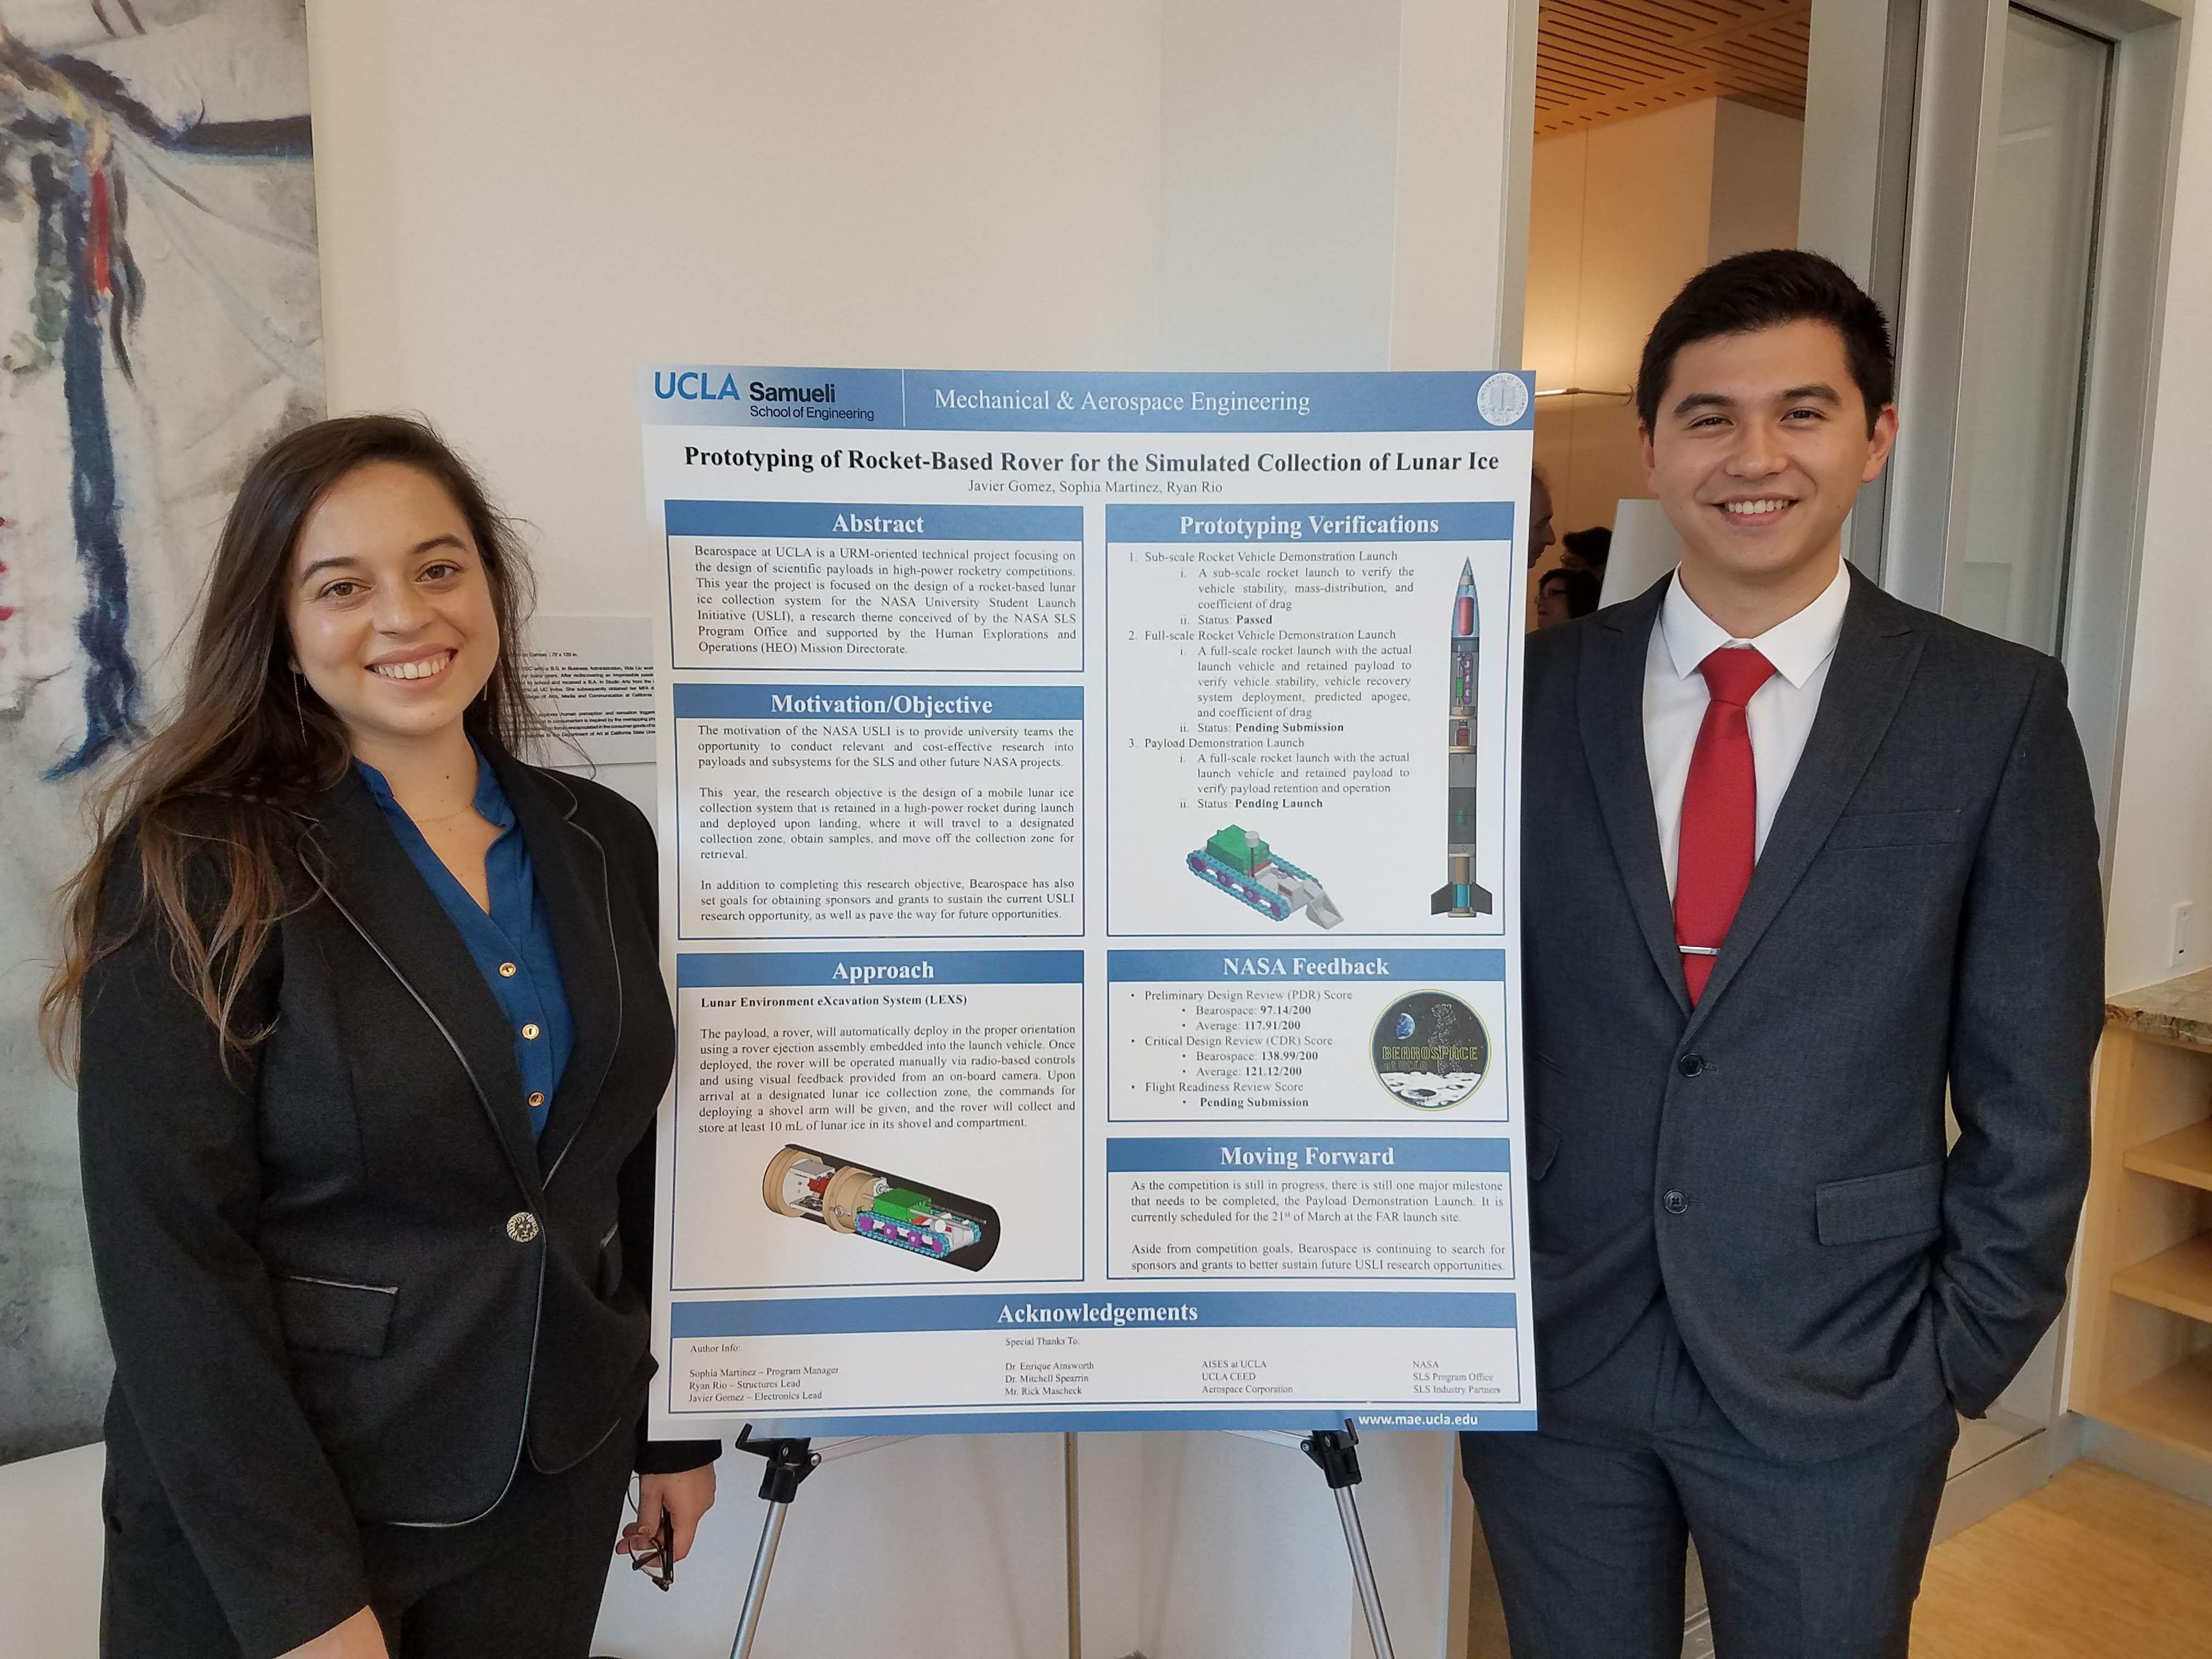 UCLA Samueli
School of Engineering
Mechanical & Aerospace Engineering
Prototyping of Rocket-Based Rover for the Simulated Collection of Lunar Ice
Javier Gomez, Sophia Martinez, Ryan Rio
Abstract
Bearospace at UCLA is a URM-oriented technical project focusing on
the design of scientific payloads in high-power rocketry competitions.
This year the project is focused on the design of a rocket-based lunar
ice collection system for the NASA University Student Launch
Initiative (USLI), a research theme conceived of by the NASA SLS
Program Office and supported by the Human Explorations and
Operations (HEO) Mission Directorate.
Motivation/Objective
The motivation of the NASA USLI is to provide university teams the
opportunity to conduct relevant and cost-effective research into
payloads and subsystems for the SLS and other future NASA projects.
This year, the research objective is the design of a mobile lunar ice
collection system that is retained in a high-power rocket during launch
and deployed upon landing, where it will travel to a designated
collection zone, obtain samples, and move off the collection zone for
retrieval.
In addition to completing this research objective, Bearospace has also
set goals for obtaining sponsors and grants to sustain the current USLI
research opportunity, as well as pave the way for future opportunities.
Approach
Lunar Environment eXcavation System (LEXS)
The payload, a rover, will automatically deploy in the proper orientation
using a rover ejection assembly embedded into the launch vehicle. Once
deployed, the rover will be operated manually via radio-based controls
and using visual feedback provided from an on-board camera. Upon
arrival at a designated lunar ice collection zone, the commands for
deploying a shovel arm will be given, and the rover will collect and
store at least 10 mL of lunar ice in its shovel and compartment.
Prototyping Verifications
1. Sub-scale Rocket Vehicle Demonstration Launch
i. A sub-scale rocket launch to verify the
vehicle stability, mass-distribution, and
coefficient of drag
ii. Status: Passed
2. Full-scale Rocket Vehicle Demonstration Launch
i. A full-scale rocket launch with the actual
launch vehicle and retained payload to
verify vehicle stability, vehicle recovery
system deployment, predicted apogee,
and coefficient of drag
ii. Status: Pending Submission
3. Payload Demonstration Launch
i. A full-scale rocket launch with the actual
launch vehicle and retained payload to
verify payload retention and operation
ii. Status: Pending Launch
NASA Feedback
• Preliminary Design Review (PDR) Score
• Bearospace: 97.14/200
• Average: 117.91/200
• Critical Design Review (CDR) Score
• Bearospace: 138.99/200
• Average: 121.12/200
• Flight Readiness Review Score
• Pending Submission
BEAROSPACE
AT UCLA
Moving Forward
As the competition is still in progress, there is still one major milestone
that needs to be completed, the Payload Demonstration Launch. It is
currently scheduled for the 21st of March at the FAR launch site.
Aside from competition goals, Bearospace is continuing to search for
sponsors and grants to better sustain future USLI research opportunities.
Acknowledgements
Author Info:
Sophia Martinez – Program Manager
Ryan Rio – Structures Lead
Javier Gomez – Electronics Lead
Special Thanks To:
Dr. Enrique Ainsworth
Dr. Mitchell Spearrin
Mr. Rick Mascheck
AISES at UCLA
UCLA CEED
Aerospace Corporation
NASA
SLS Program Office
SLS Industry Partners
www.mae.ucla.edu